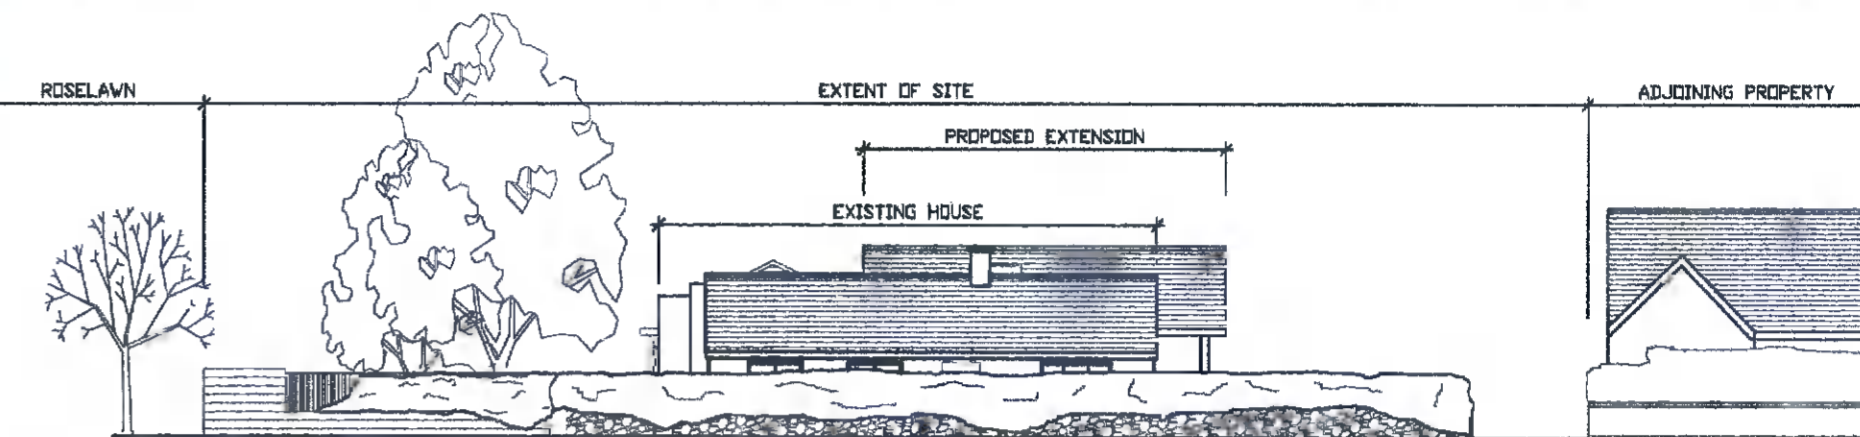 ROSELAWN
EXTENT OF SITE
ADJOINING PROPERTY
PROPOSED EXTENSION
EXISTING HOUSE